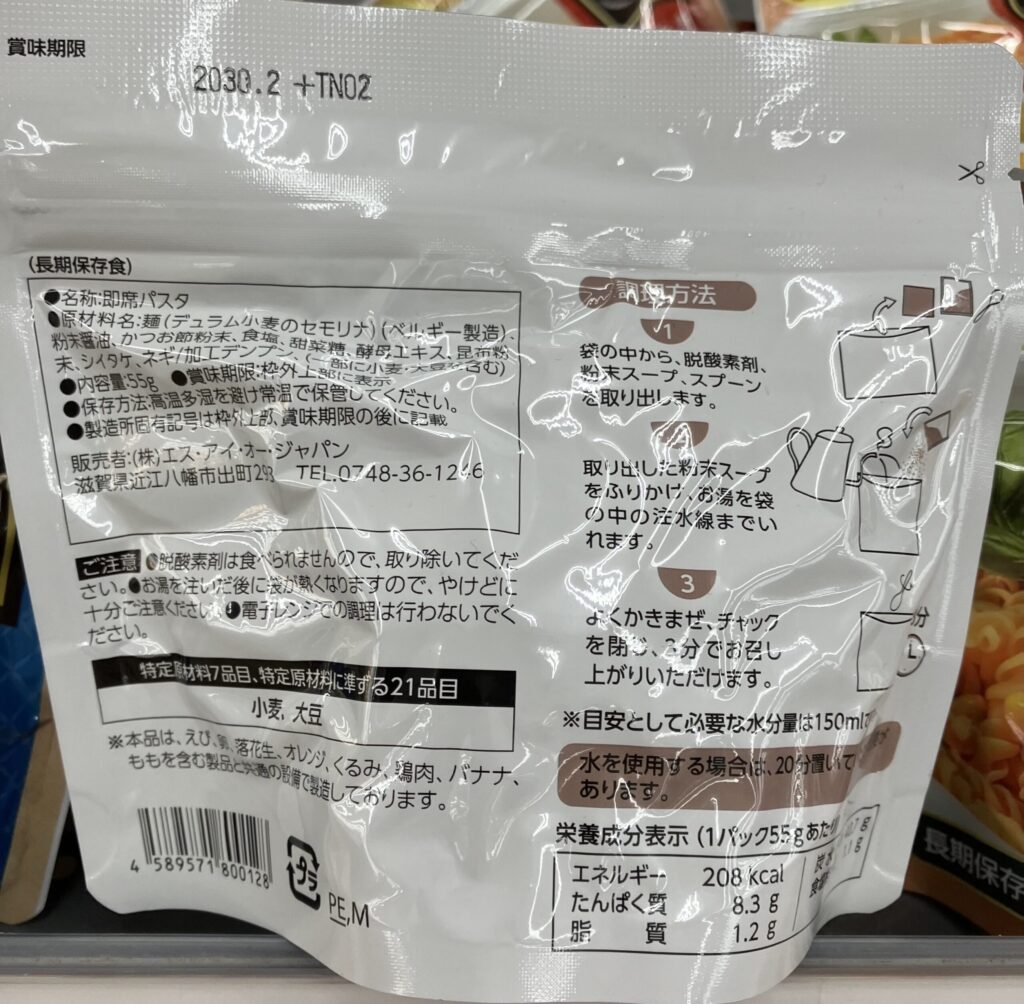 賞味期限
2030.2 +TN02
(長期保存食)
●名称:即席パスタ
●原材料名:麺(デュラム小麦のセモリナ)(ベルギー製造)、
粉末醤油、かつお節粉末、食塩、甜菜糖、酵母エキス、昆布粉
末、シイタケ、ネギ/加工デンプン、(一部に小麦・大豆を含む)
●内容量:55g ●賞味期限:枠外上部に表示
●保存方法:高温多湿を避け常温で保管してください。
●製造所固有記号は枠外上部、賞味期限の後に記載
販売者:(株)エス・アイ・オー・ジャパン
滋賀県近江八幡市出町293 TEL.0748-36-1246
ご注意 ●脱酸素剤は食べられませんので、取り除いてくだ
さい。●お湯を注いだ後に袋が熱くなりますので、やけどに
十分ご注意ください。●電子レンジでの調理は行わないでく
ださい。
特定原材料7品目、特定原材料に準ずる21品目
小麦, 大豆
※本品は、えび、卵、落花生、オレンジ、くるみ、鶏肉、バナナ、
ももを含む製品と共通の設備で製造しております。
4 589571 800128
プラ
PE,M
調理方法
1
袋の中から、脱酸素剤、
粉末スープ、スプーン
を取り出します。
取り出した粉末スープ
をふりかけ、お湯を袋
の中の注水線までい
れます。
3
よくかきまぜ、チャック
を閉じ、3分でお召し
上がりいただけます。
分
※目安として必要な水分量は150ml
水を使用する場合は、20分置いて
あります。
栄養成分表示 (1パック55gあた
エネルギー 208 kcal
たんぱく質 8.3 g
脂 質 1.2 g
炭水
食塩
長期保存